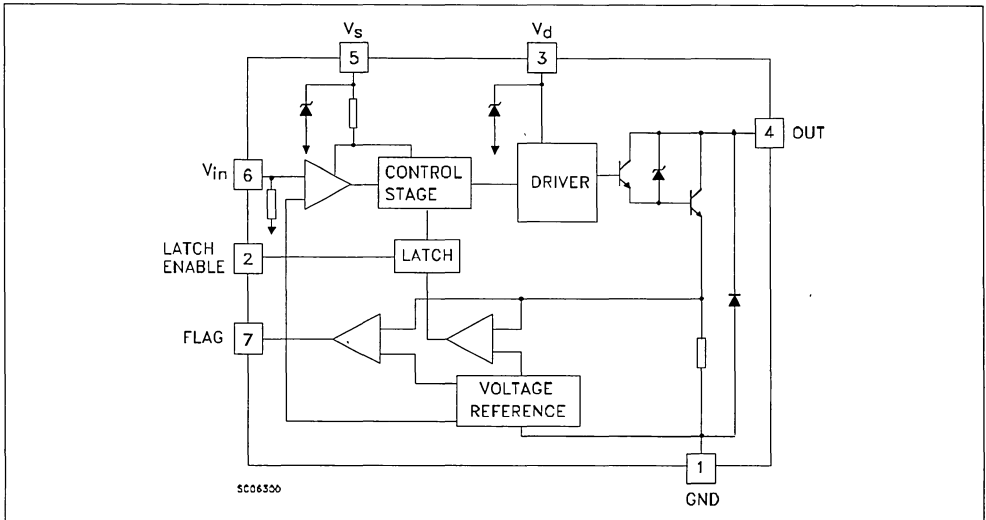 Vs
Vd
5
3
4
OUT
Vin
6
CONTROL
STAGE
DRIVER
LATCH
ENABLE
2
LATCH
FLAG
7
VOLTAGE
REFERENCE
1
GND
SC06300